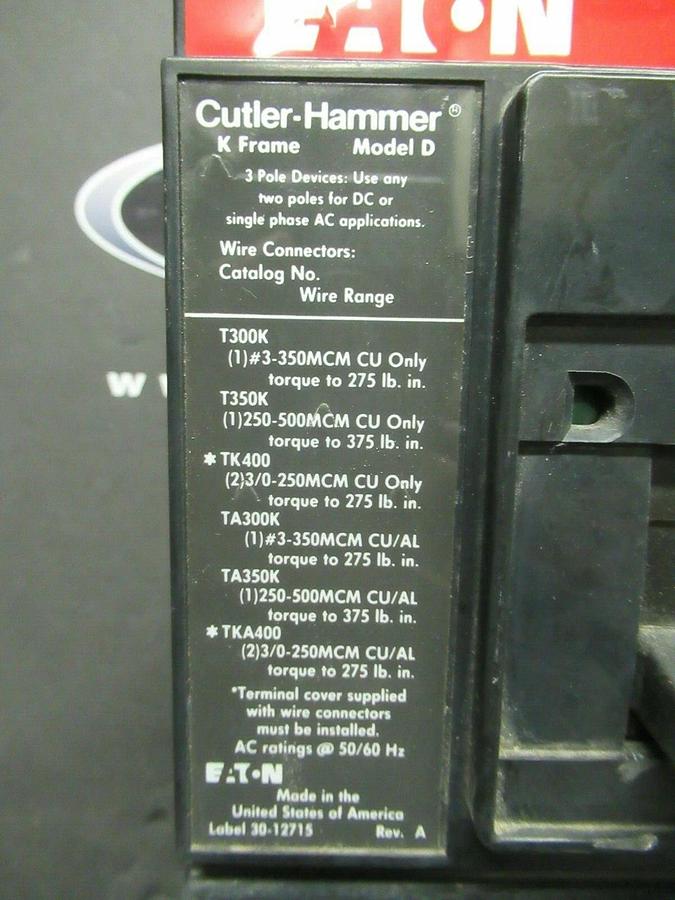 EATON
Cutler-Hammer®
K Frame Model D
3 Pole Devices: Use any
two poles for DC or
single phase AC applications.
Wire Connectors:
Catalog No.
Wire Range
T300K
(1)#3-350MCM CU Only
torque to 275 lb. in.
T350K
(1)250-500MCM CU Only
torque to 375 lb. in.
* TK400
(2)3/0-250MCM CU Only
torque to 275 lb. in.
TA300K
(1)#3-350MCM CU/AL
torque to 275 lb. in.
TA350K
(1)250-500MCM CU/AL
torque to 375 lb. in.
* TKA400
(2)3/0-250MCM CU/AL
torque to 275 lb. in.
*Terminal cover supplied
with wire connectors
must be installed.
AC ratings @ 50/60 Hz
EATON
Made in the
United States of America
Label 30-12715 Rev. A